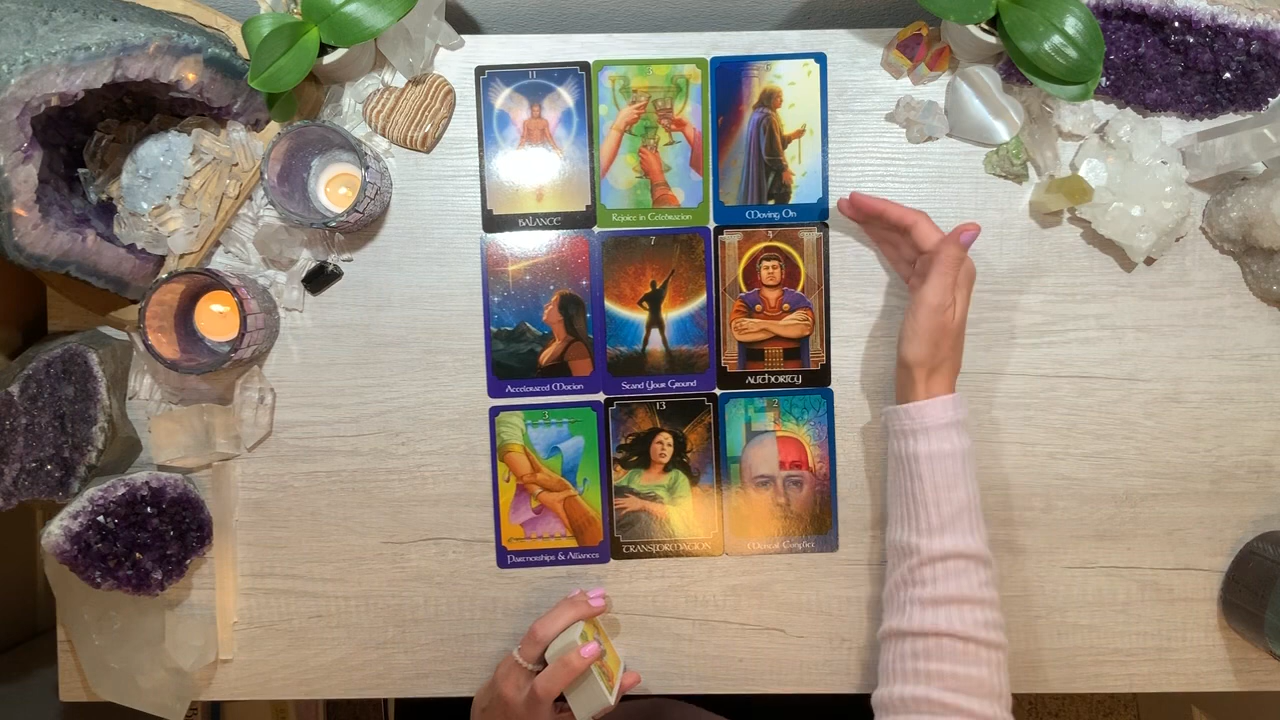 11
BALANCE
3
Rejoice in Celebration
6
Moving On
Accelerated Motion
7
Stand Your Ground
4
AUTHORITY
3
Partnerships & Alliances
13
TRANSFORMATION
2
Mental Conflict